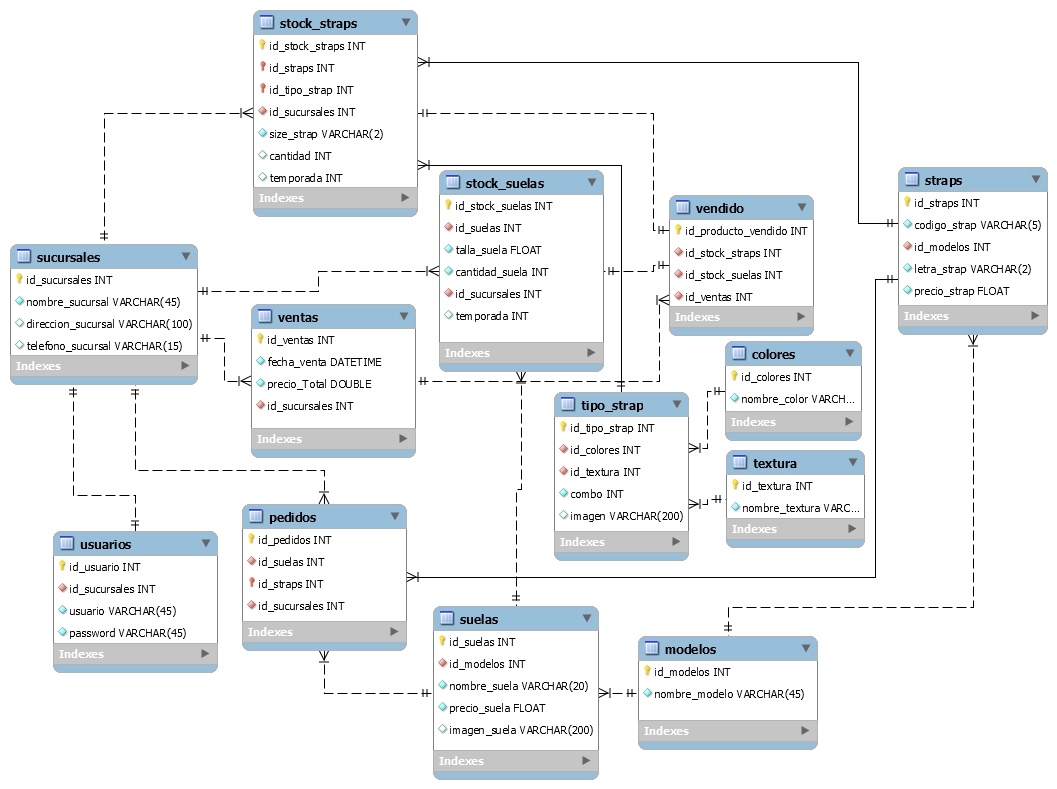 stock_straps
id_stock_straps INT
id_straps INT
id_tipo_strap INT
id_sucursales INT
size_strap VARCHAR(2)
cantidad INT
temporada INT
Indexes
stock_suelas
id_stock_suelas INT
id_suelas INT
talla_suela FLOAT
cantidad_suela INT
id_sucursales INT
temporada INT
Indexes
vendido
id_producto_vendido INT
id_stock_straps INT
id_stock_suelas INT
id_ventas INT
Indexes
straps
id_straps INT
codigo_strap VARCHAR(5)
id_modelos INT
letra_strap VARCHAR(2)
precio_strap FLOAT
Indexes
sucursales
id_sucursales INT
nombre_sucursal VARCHAR(45)
direccion_sucursal VARCHAR(100)
telefono_sucursal VARCHAR(15)
Indexes
ventas
id_ventas INT
fecha_venta DATETIME
precio_Total DOUBLE
id_sucursales INT
Indexes
colores
id_colores INT
nombre_color VARCH...
Indexes
tipo_strap
id_tipo_strap INT
id_colores INT
id_textura INT
combo INT
imagen VARCHAR(200)
Indexes
textura
id_textura INT
nombre_textura VARC...
Indexes
usuarios
id_usuario INT
id_sucursales INT
usuario VARCHAR(45)
password VARCHAR(45)
Indexes
pedidos
id_pedidos INT
id_suelas INT
id_straps INT
id_sucursales INT
Indexes
suelas
id_suelas INT
id_modelos INT
nombre_suela VARCHAR(20)
precio_suela FLOAT
imagen_suela VARCHAR(200)
Indexes
modelos
id_modelos INT
nombre_modelo VARCHAR(45)
Indexes